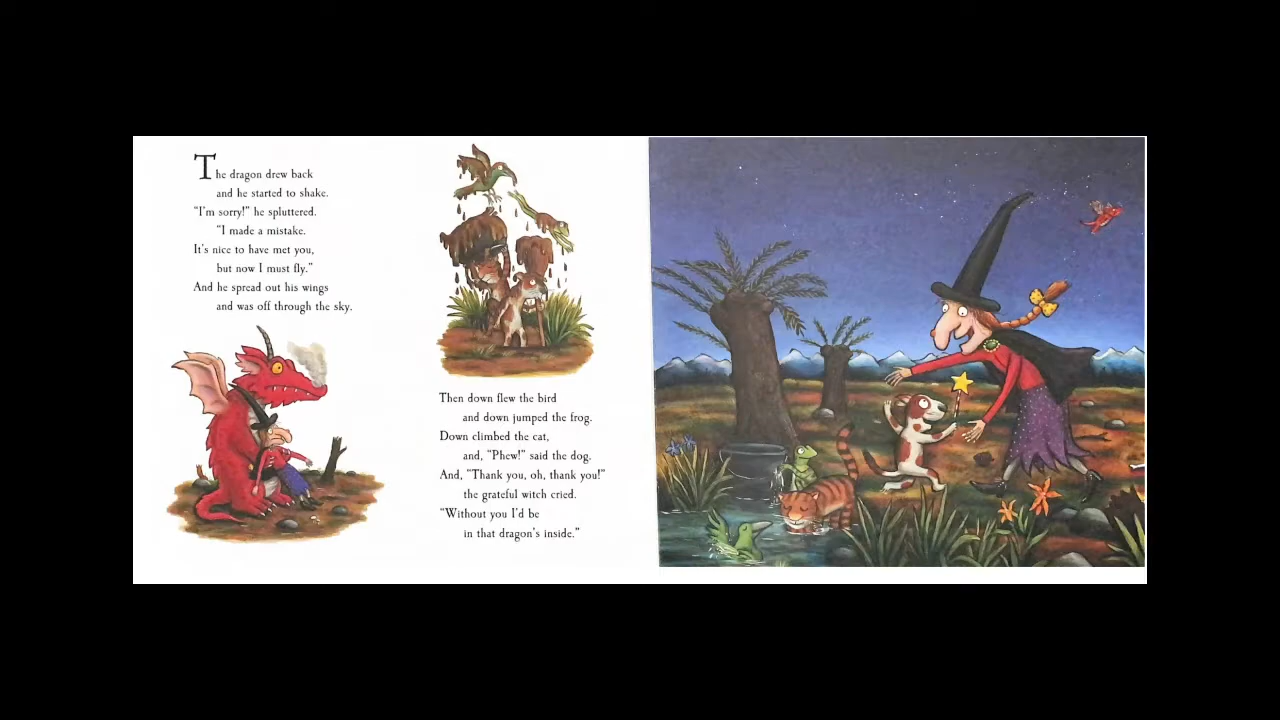 The dragon drew back
and he started to shake.
“I'm sorry!” he spluttered.
“I made a mistake.
It's nice to have met you,
but now I must fly.”
And he spread out his wings
and was off through the sky.
Then down flew the bird
and down jumped the frog.
Down climbed the cat,
and, “Phew!” said the dog.
And, “Thank you, oh, thank you!”
the grateful witch cried.
“Without you I'd be
in that dragon's inside.”